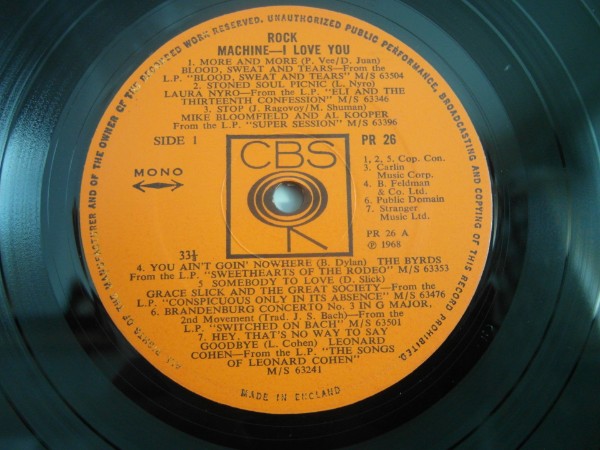 ALL RIGHTS OF THE MANUFACTURER AND OF THE OWNER OF THE RECORDED WORK RESERVED. UNAUTHORIZED PUBLIC PERFORMANCE, BROADCASTING AND COPYING OF THIS RECORD PROHIBITED.
ROCK
MACHINE—I LOVE YOU
1. MORE AND MORE (P. Vee/D. Juan)
BLOOD, SWEAT AND TEARS—From the
L.P. "BLOOD, SWEAT AND TEARS" M/S 63504
2. STONED SOUL PICNIC (L. Nyro)
LAURA NYRO—From the L.P. "ELI AND THE
THIRTEENTH CONFESSION" M/S 63346
3. STOP (J. Ragovoy/M. Shuman)
MIKE BLOOMFIELD AND AL KOOPER
From the L.P. "SUPER SESSION" M/S 63396
SIDE 1
PR 26
CBS
MONO
1, 2, 5. Cop. Con.
3. Carlin
Music Corp.
4. B. Feldman
& Co. Ltd.
6. Public Domain
7. Stranger
Music Ltd.
PR 26 A
℗ 1968
33⅓
4. YOU AIN'T GOIN' NOWHERE (B. Dylan) THE BYRDS
From the L.P. "SWEETHEARTS OF THE RODEO" M/S 63353
5. SOMEBODY TO LOVE (D. Slick)
GRACE SLICK AND THE GREAT SOCIETY—From the
L.P. "CONSPICUOUS ONLY IN ITS ABSENCE" M/S 63476
6. BRANDENBURG CONCERTO No. 3 IN G MAJOR,
2nd Movement (Trad. J. S. Bach)—From the
L.P. "SWITCHED ON BACH" M/S 63501
7. HEY, THAT'S NO WAY TO SAY
GOODBYE (L. Cohen) LEONARD
COHEN—From the L.P. "THE SONGS
OF LEONARD COHEN"
M/S 63241
MADE IN ENGLAND